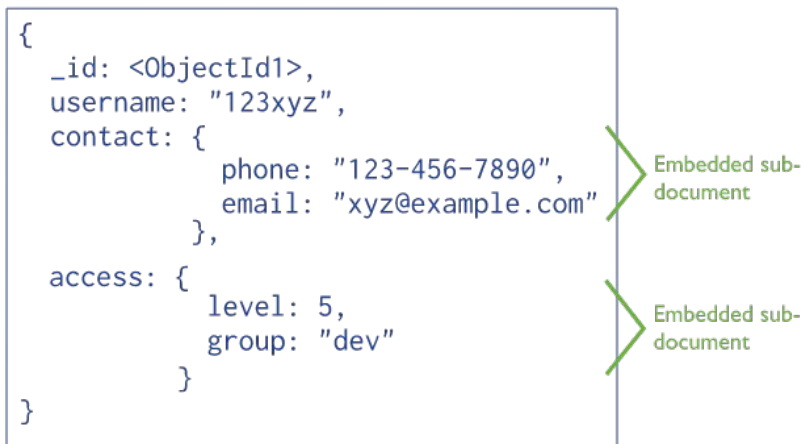 {
_id: <ObjectId1>,
username: "123xyz",
contact: {
phone: "123-456-7890",
email: "xyz@example.com"
},
Embedded sub-
document
access: {
level: 5,
group: "dev"
}
Embedded sub-
document
}